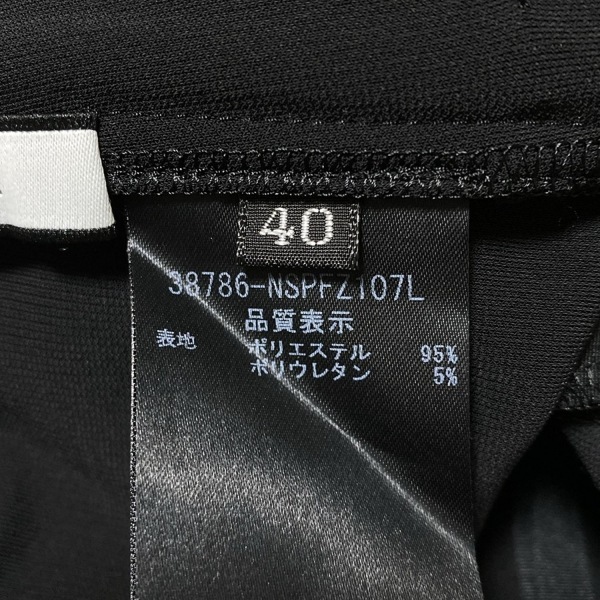 40
38786-NSPFZ107L
品質表示
表地 ポリエステル 95%
ポリウレタン 5%